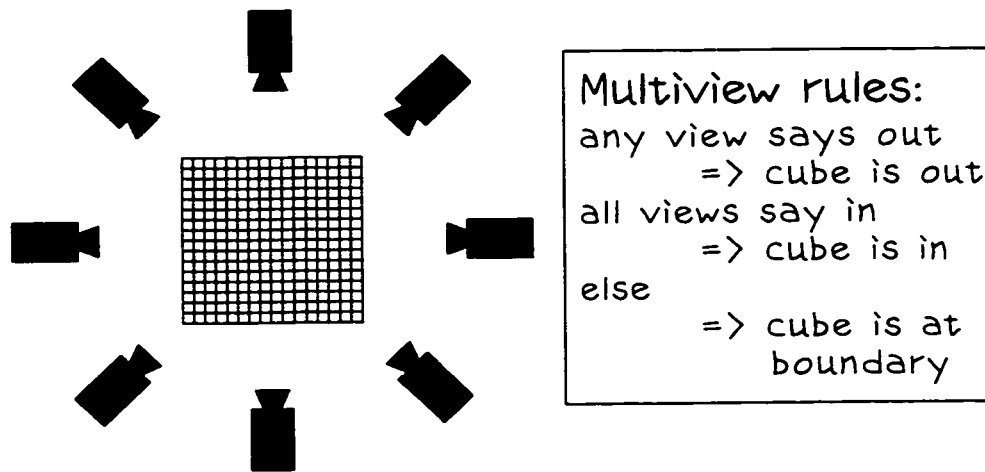 Multiview rules:
any view says out
=> cube is out
all views say in
=> cube is in
else
=> cube is at
boundary